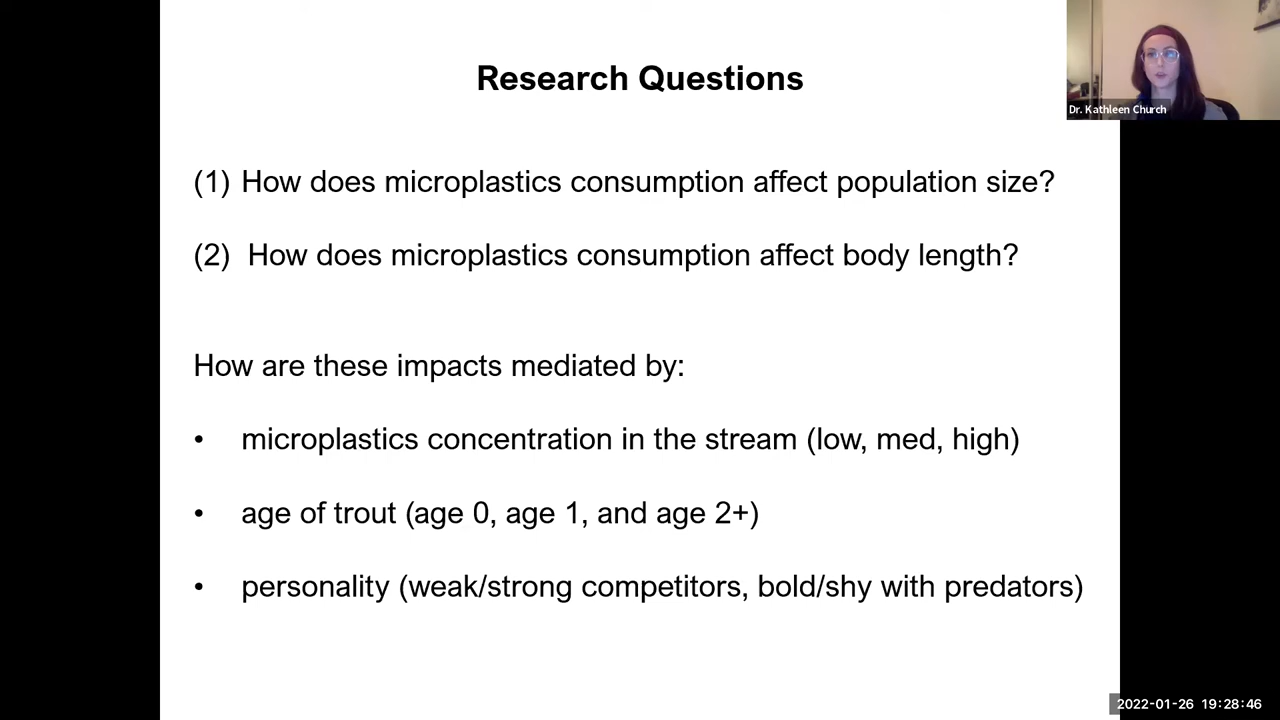 Research Questions
Dr. Kathleen Church
(1) How does microplastics consumption affect population size?
(2) How does microplastics consumption affect body length?
How are these impacts mediated by:
• microplastics concentration in the stream (low, med, high)
• age of trout (age 0, age 1, and age 2+)
• personality (weak/strong competitors, bold/shy with predators)
2022-01-26 19:28:46